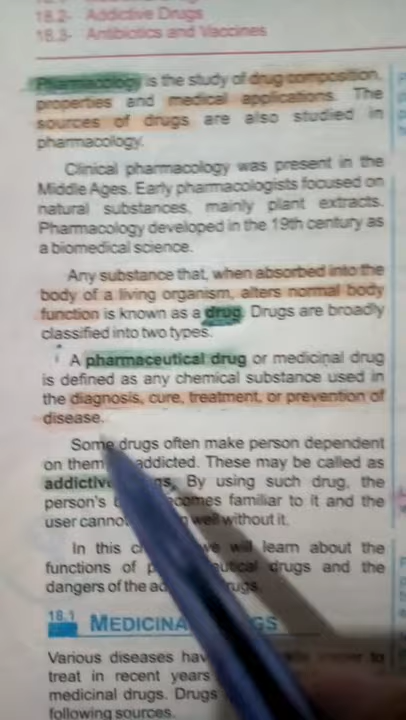 18.2- Addictive Drugs
18.3- Antibiotics and Vaccines
Pharmacology is the study of drug composition,
properties and medical applications. The
sources of drugs are also studied in
pharmacology.
Clinical pharmacology was present in the
Middle Ages. Early pharmacologists focused on
natural substances, mainly plant extracts.
Pharmacology developed in the 19th century as
a biomedical science.
Any substance that, when absorbed into the
body of a living organism, alters normal body
function is known as a drug. Drugs are broadly
classified into two types.
A pharmaceutical drug or medicinal drug
is defined as any chemical substance used in
the diagnosis, cure, treatment, or prevention of
disease.
Some drugs often make person dependent
on them addicted. These may be called as
By using such drug, the
person's familiar to it and the
user well without it.
In this we will learn about the
functions of drugs and the
dangers of the
18.1
Various diseases to
treat in recent years
medicinal drugs. Drugs
following sources.